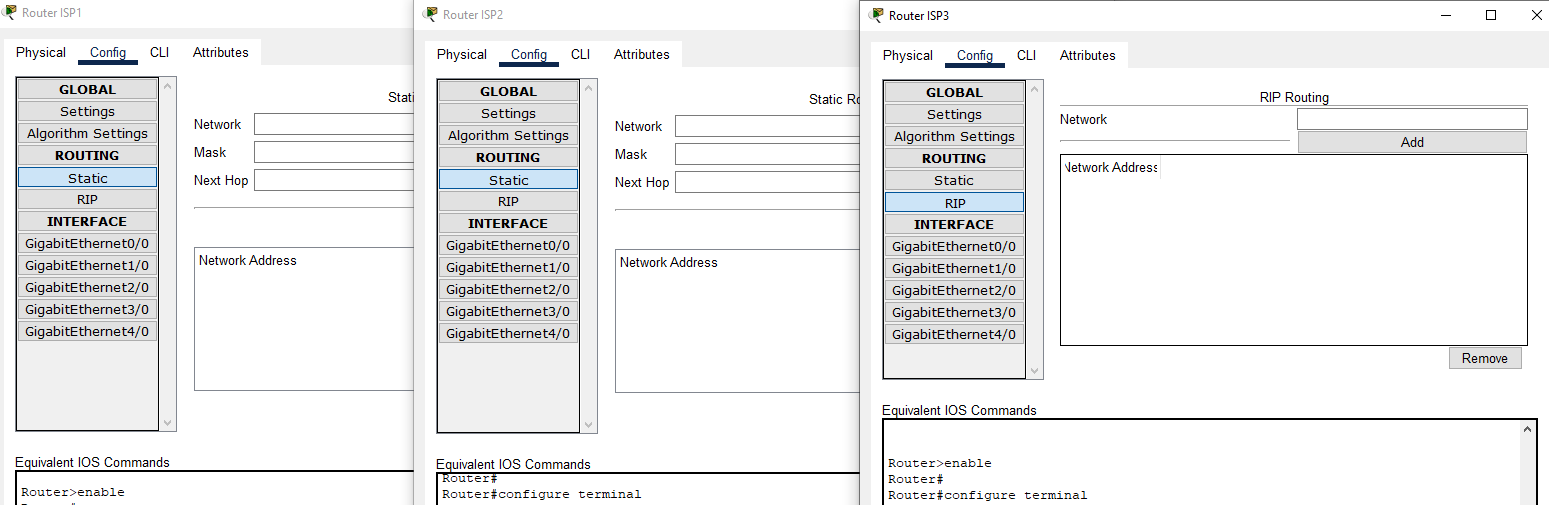 Router ISP1
Physical Config CLI Attributes
GLOBAL
Settings
Algorithm Settings
ROUTING
Static
RIP
INTERFACE
GigabitEthernet0/0
GigabitEthernet1/0
GigabitEthernet2/0
GigabitEthernet3/0
GigabitEthernet4/0
Stati
Network
Mask
Next Hop
Network Address
Equivalent IOS Commands
Router>enable
Router ISP2
Physical Config CLI Attributes
GLOBAL
Settings
Algorithm Settings
ROUTING
Static
RIP
INTERFACE
GigabitEthernet0/0
GigabitEthernet1/0
GigabitEthernet2/0
GigabitEthernet3/0
GigabitEthernet4/0
Static Ro
Network
Mask
Next Hop
Network Address
Equivalent IOS Commands
Router#
Router#configure terminal
Router ISP3
Physical Config CLI Attributes
GLOBAL
Settings
Algorithm Settings
ROUTING
Static
RIP
INTERFACE
GigabitEthernet0/0
GigabitEthernet1/0
GigabitEthernet2/0
GigabitEthernet3/0
GigabitEthernet4/0
RIP Routing
Network
Add
Network Address
Remove
Equivalent IOS Commands
Router>enable
Router#
Router#configure terminal